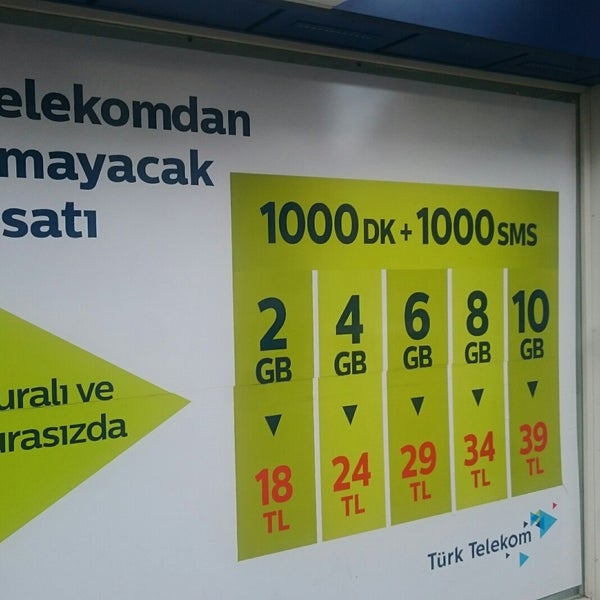 elekomdan
mayacak
satı
uralı ve
urasızda
1000 DK + 1000 SMS
2 GB
18 TL
4 GB
24 TL
6 GB
29 TL
8 GB
34 TL
10 GB
39 TL
Türk Telekom